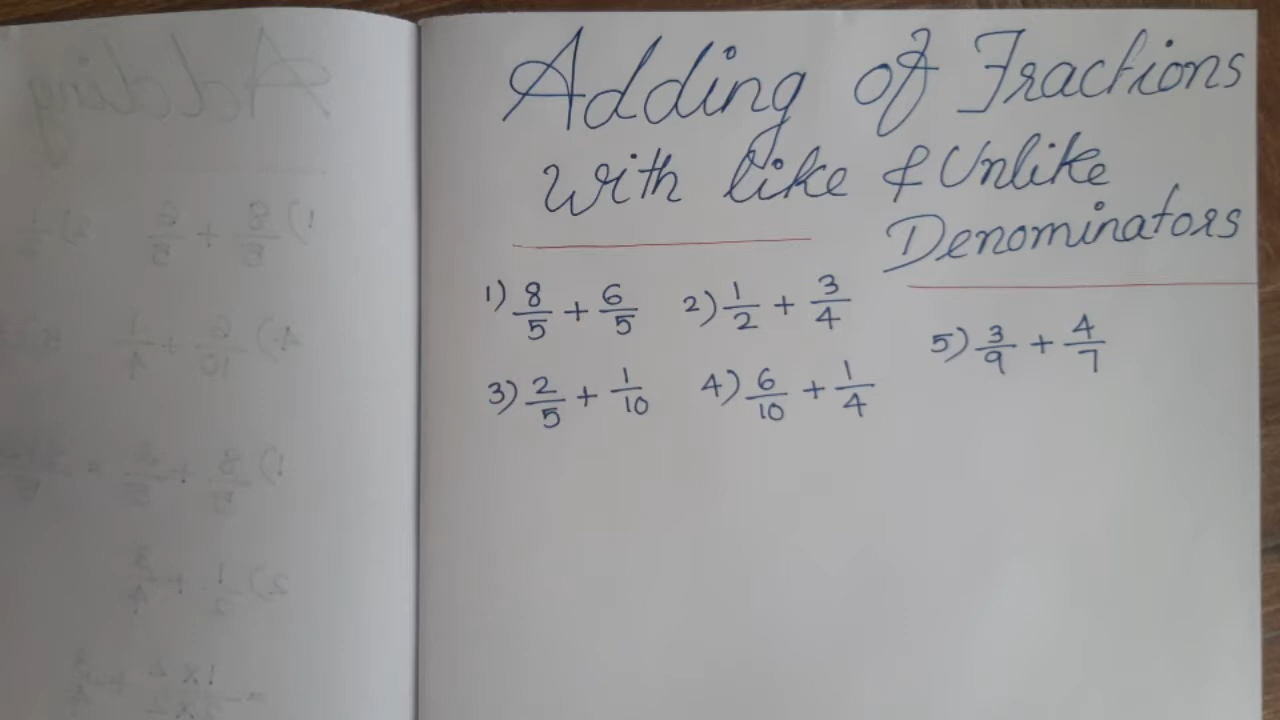 Adding of Fractions
with like & Unlike
Denominators
1) 8/5 + 6/5 2) 1/2 + 3/4
5) 3/9 + 4/7
3) 2/5 + 1/10 4) 6/10 + 1/4